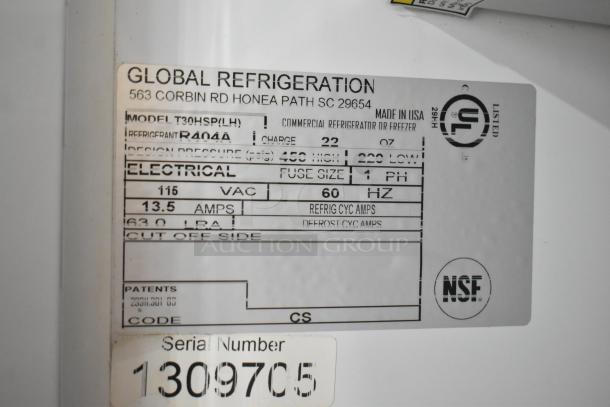 GLOBAL REFRIGERATION
563 CORBIN RD HONEA PATH SC 29654
MADE IN USA
MODEL T30HSP(LH) COMMERCIAL REFRIGERATOR OR FREEZER
REFRIGERANT R404A CHARGE 22 OZ
DESIGN PRESSURE (psig) 450 HIGH 220 LOW
ELECTRICAL FUSE SIZE 1 PH
115 VAC 60 HZ
13.5 AMPS REFRIG CYC AMPS
63.0 LRA DEFROST CYC AMPS
CUT OFF SIDE
AUCTION GROUP
PATENTS
CODE CS
C UL LISTED
NSF
Serial Number
1309705